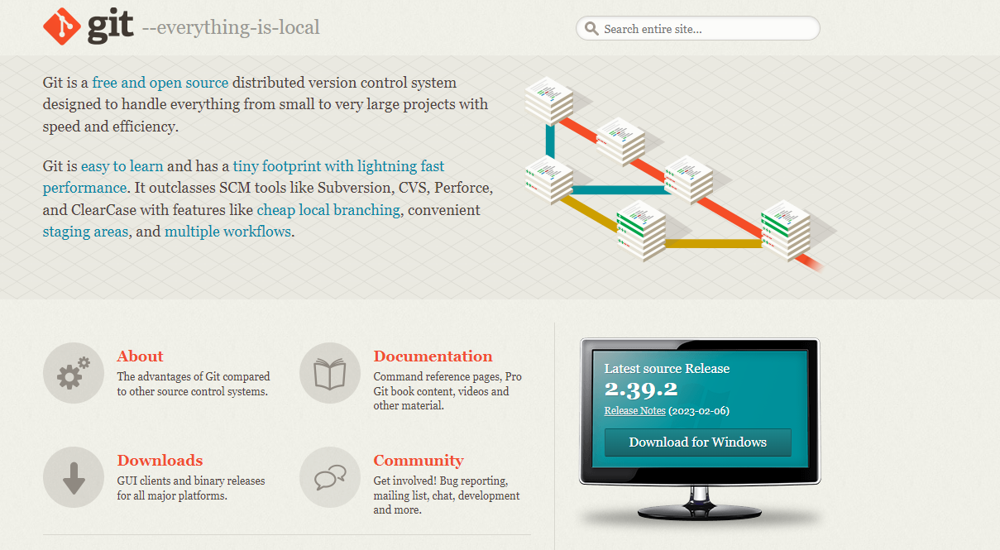 git --everything-is-local
Search entire site...
Git is a free and open source distributed version control system
designed to handle everything from small to very large projects with
speed and efficiency.
Git is easy to learn and has a tiny footprint with lightning fast
performance. It outclasses SCM tools like Subversion, CVS, Perforce,
and ClearCase with features like cheap local branching, convenient
staging areas, and multiple workflows.
About
The advantages of Git compared
to other source control systems.
Documentation
Command reference pages, Pro
Git book content, videos and
other material.
Downloads
GUI clients and binary releases
for all major platforms.
Community
Get involved! Bug reporting,
mailing list, chat, development
and more.
Latest source Release
2.39.2
Release Notes (2023-02-06)
Download for Windows